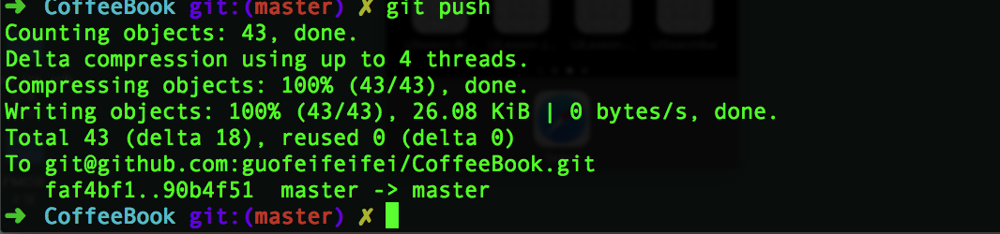 ➜ CoffeeBook git:(master) ✗ git push
Counting objects: 43, done.
Delta compression using up to 4 threads.
Compressing objects: 100% (43/43), done.
Writing objects: 100% (43/43), 26.08 KiB | 0 bytes/s, done.
Total 43 (delta 18), reused 0 (delta 0)
To git@github.com:guofeifeifei/CoffeeBook.git
   faf4bf1..90b4f51  master -> master
➜ CoffeeBook git:(master) ✗